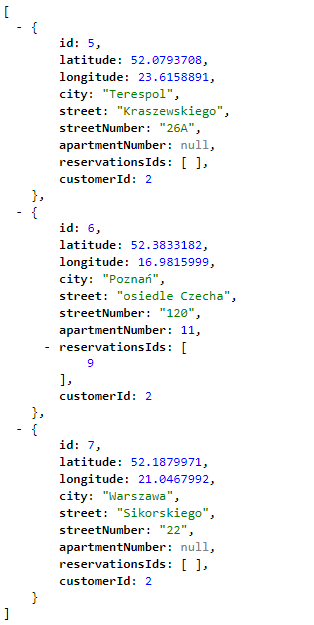 [
- {
id: 5,
latitude: 52.0793708,
longitude: 23.6158891,
city: "Terespol",
street: "Kraszewskiego",
streetNumber: "26A",
apartmentNumber: null,
reservationsIds: [ ],
customerId: 2
},
- {
id: 6,
latitude: 52.3833182,
longitude: 16.9815999,
city: "Poznań",
street: "osiedle Czecha",
streetNumber: "120",
apartmentNumber: 11,
- reservationsIds: [
9
],
customerId: 2
},
- {
id: 7,
latitude: 52.1879971,
longitude: 21.0467992,
city: "Warszawa",
street: "Sikorskiego",
streetNumber: "22",
apartmentNumber: null,
reservationsIds: [ ],
customerId: 2
}
]